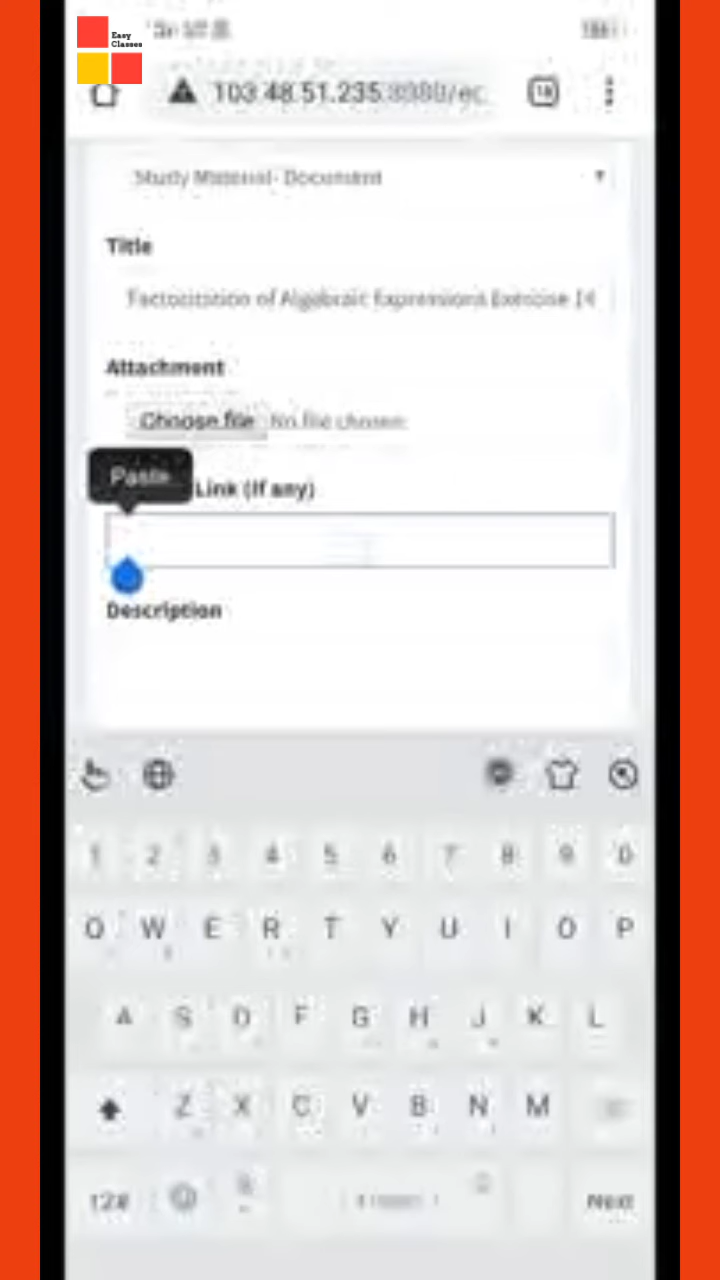 Easy
Classes
103.48.51.235:8080/ec
18
Study Material- Document
Title
of Algebraic Expressions Exercise 14
Attachment
Choose file No file chosen
Paste
Link (If any)
Description
1 2 3 4 5 6 7 8 9 0
Q W E R T Y U I O P
A S D F G H J K L
Z X C V B N M
12# Next